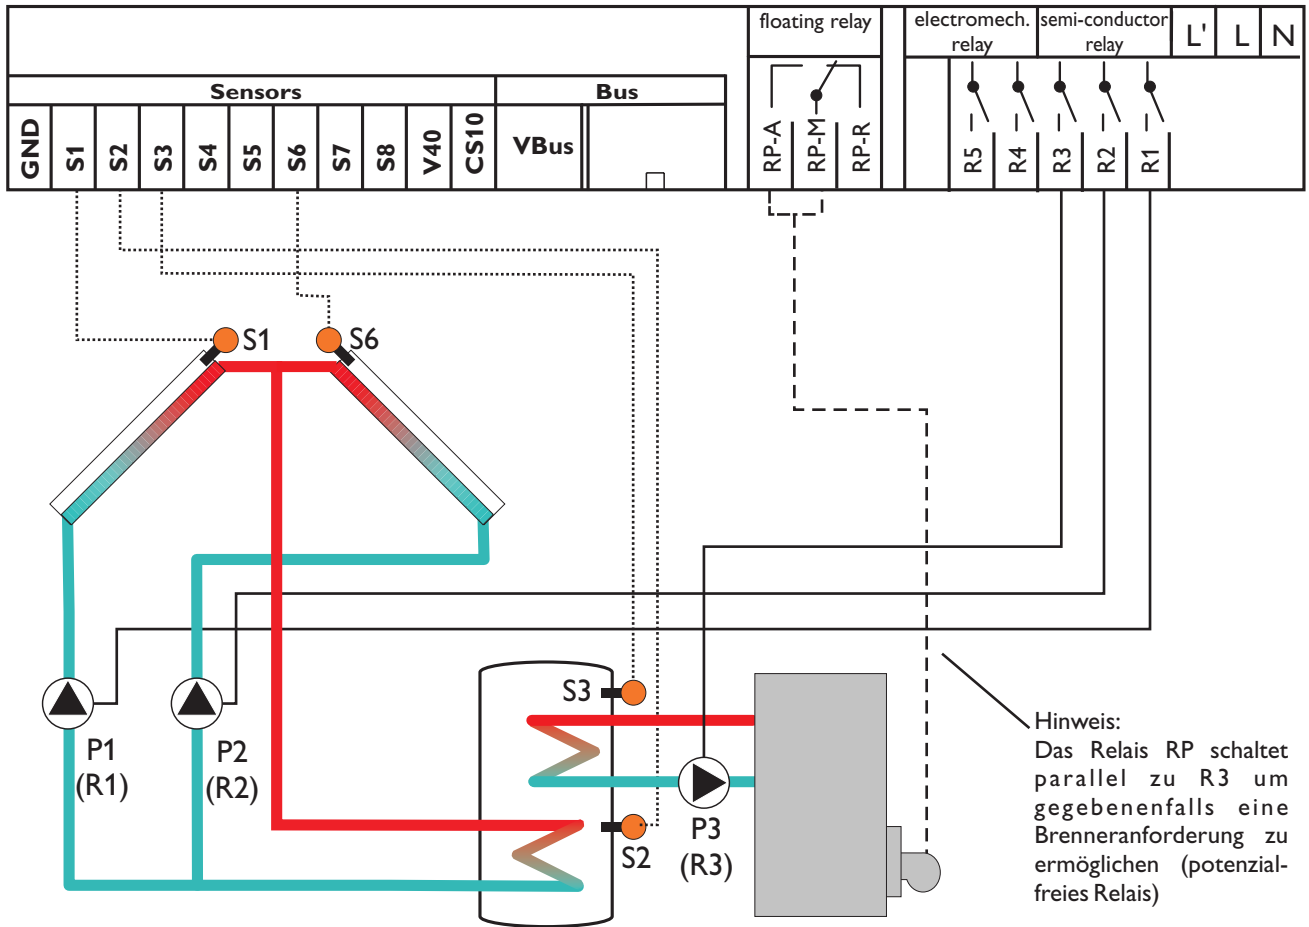 floating relay
electromech. relay
semi-conductor relay
L' L N
Sensors
Bus
GND S1 S2 S3 S4 S5 S6 S7 S8 V40 CS10
VBus
RP-A RP-M RP-R
R5 R4 R3 R2 R1
S1
S6
S3
P1
(R1)
P2
(R2)
P3
(R3)
S2
Hinweis:
Das Relais RP schaltet
parallel zu R3 um
gegebenenfalls eine
Brenneranforderung zu
ermöglichen (potenzial-
freies Relais)